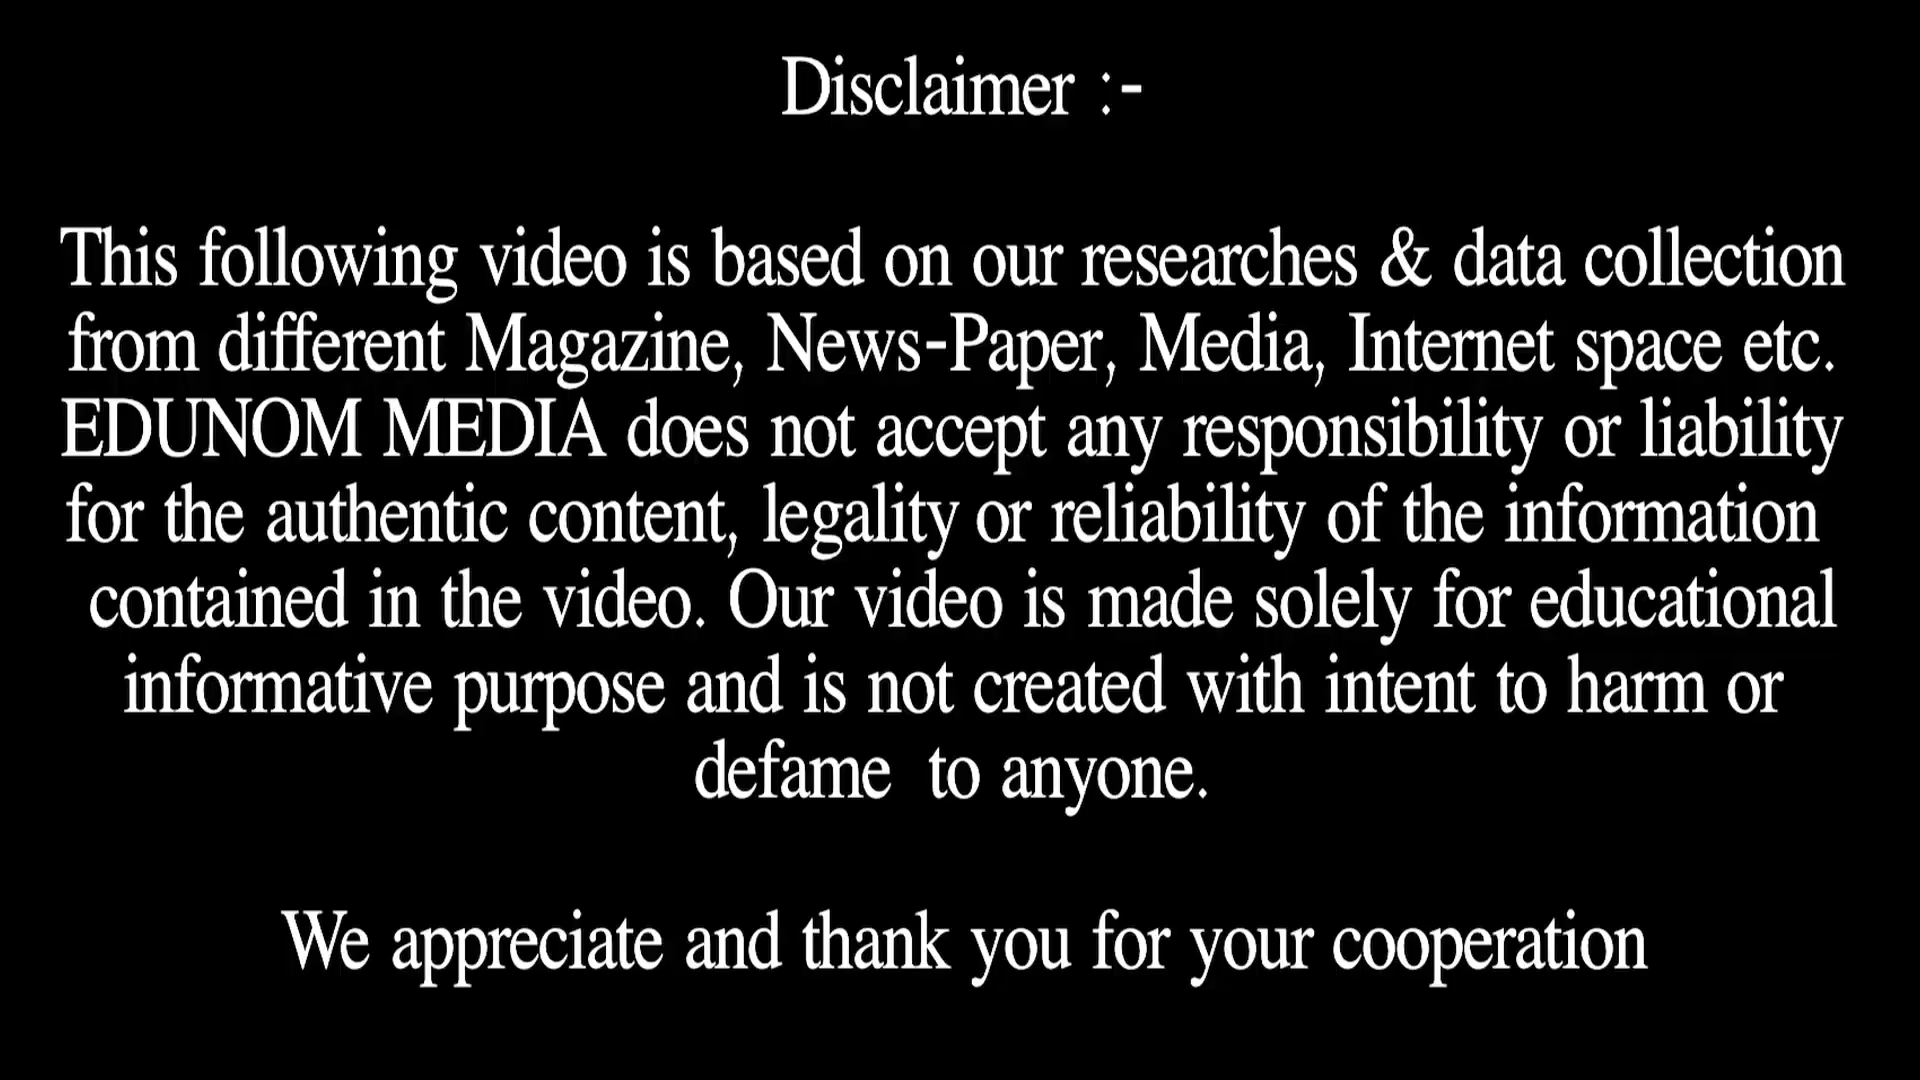 Disclaimer :-
This following video is based on our researches & data collection
from different Magazine, News-Paper, Media, Internet space etc.
EDUNOM MEDIA does not accept any responsibility or liability
for the authentic content, legality or reliability of the information
contained in the video. Our video is made solely for educational
informative purpose and is not created with intent to harm or
defame  to anyone.
We appreciate and thank you for your cooperation